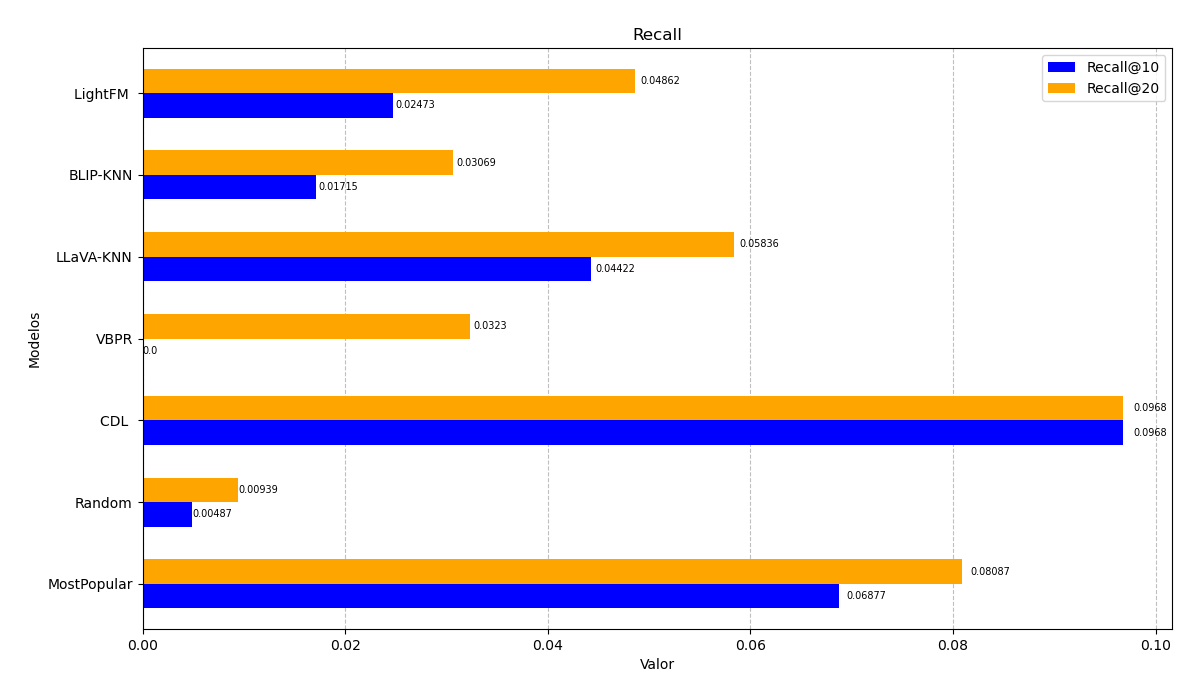 Recall
Recall@10
Recall@20
LightFM
0.04862
0.02473
BLIP-KNN
0.03069
0.01715
LLaVA-KNN
0.05836
0.04422
VBPR
0.0323
0.0
CDL
0.0968
0.0968
Random
0.00939
0.00487
MostPopular
0.08087
0.06877
Modelos
0.00 0.02 0.04 0.06 0.08 0.10
Valor